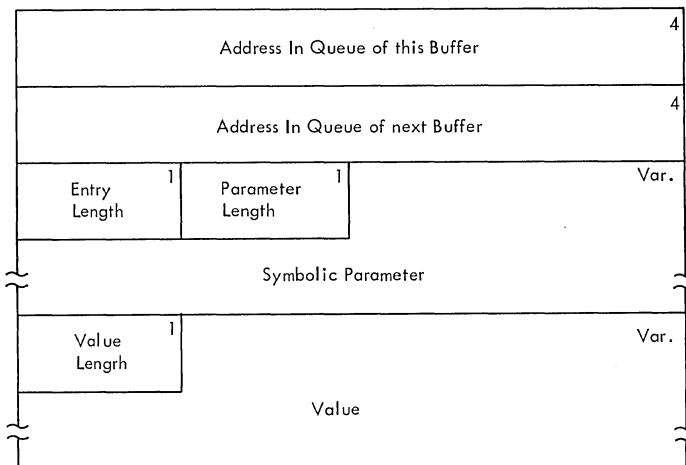 4
Address In Queue of this Buffer
4
Address In Queue of next Buffer
1 1 Var.
Entry Parameter
Length Length
Symbolic Parameter
1
Value Var.
Lengrh
Value